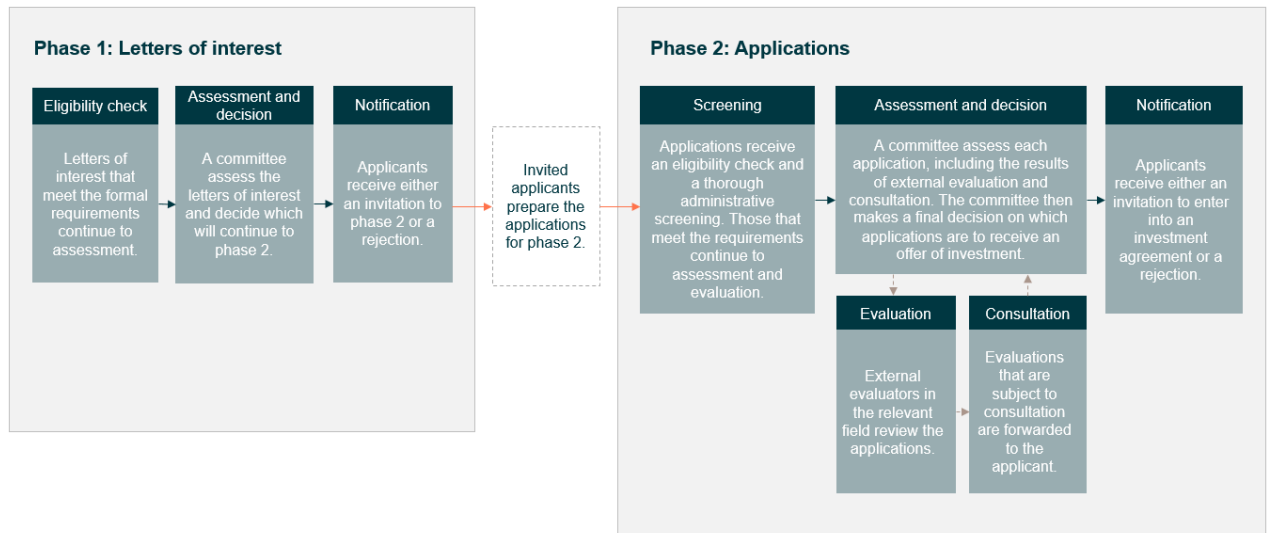 Phase 1: Letters of interest
Eligibility check
Letters of
interest that
meet the formal
requirements
continue to
assessment.
Assessment and
decision
A committee
assess the
letters of interest
and decide which
will continue to
phase 2.
Notification
Applicants
receive either
an invitation to
phase 2 or a
rejection.
Invited
applicants
prepare the
applications
for phase 2.
Phase 2: Applications
Screening
Applications receive
an eligibility check and
a thorough
administrative
screening. Those that
meet the requirements
continue to
assessment and
evaluation.
Assessment and decision
A committee assess each
application, including the results
of external evaluation and
consultation. The committee then
makes a final decision on which
applications are to receive an
offer of investment.
Evaluation
External
evaluators in
the relevant
field review the
applications.
Consultation
Evaluations
that are
subject to
consultation
are forwarded
to the
applicant.
Notification
Applicants
receive either an
invitation to enter
into an
investment
agreement or a
rejection.